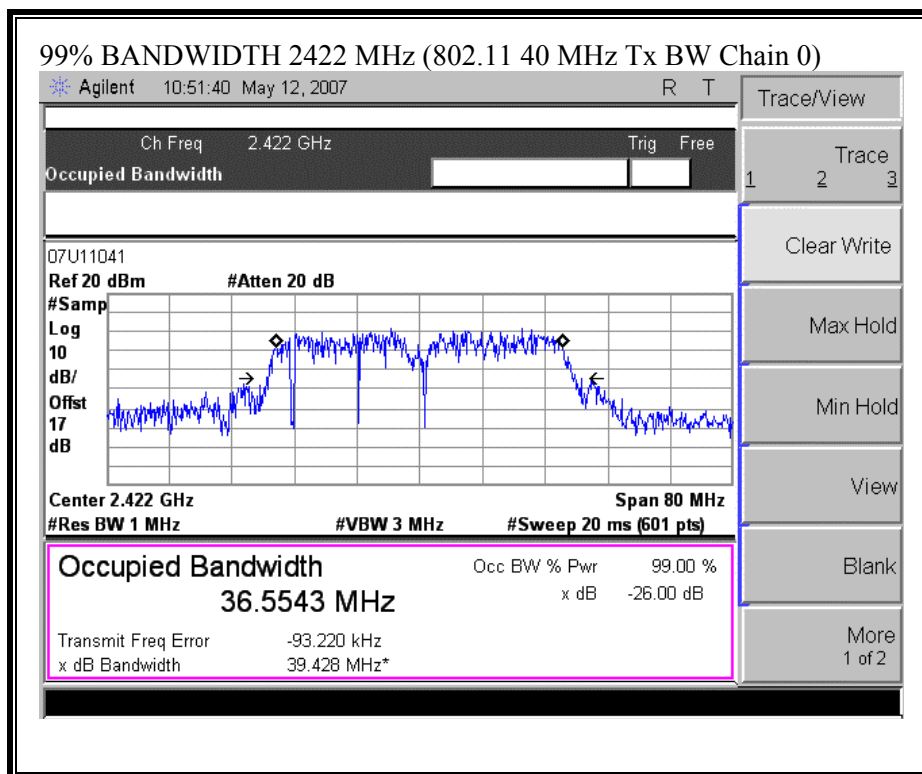 99% BANDWIDTH 2422 MHz (802.11 40 MHz Tx BW Chain 0)
Agilent 10:51:40 May 12, 2007 R T
Trace/View
Ch Freq 2.422 GHz Trig Free
Occupied Bandwidth
Trace
1 2 3
Clear Write
Max Hold
Min Hold
View
Blank
More
1 of 2
07U11041
Ref 20 dBm #Atten 20 dB
#Samp
Log
10
dB/
Offst
17
dB
Center 2.422 GHz Span 80 MHz
#Res BW 1 MHz #VBW 3 MHz #Sweep 20 ms (601 pts)
Occupied Bandwidth Occ BW % Pwr 99.00 %
36.5543 MHz x dB -26.00 dB
Transmit Freq Error -93.220 kHz
x dB Bandwidth 39.428 MHz*